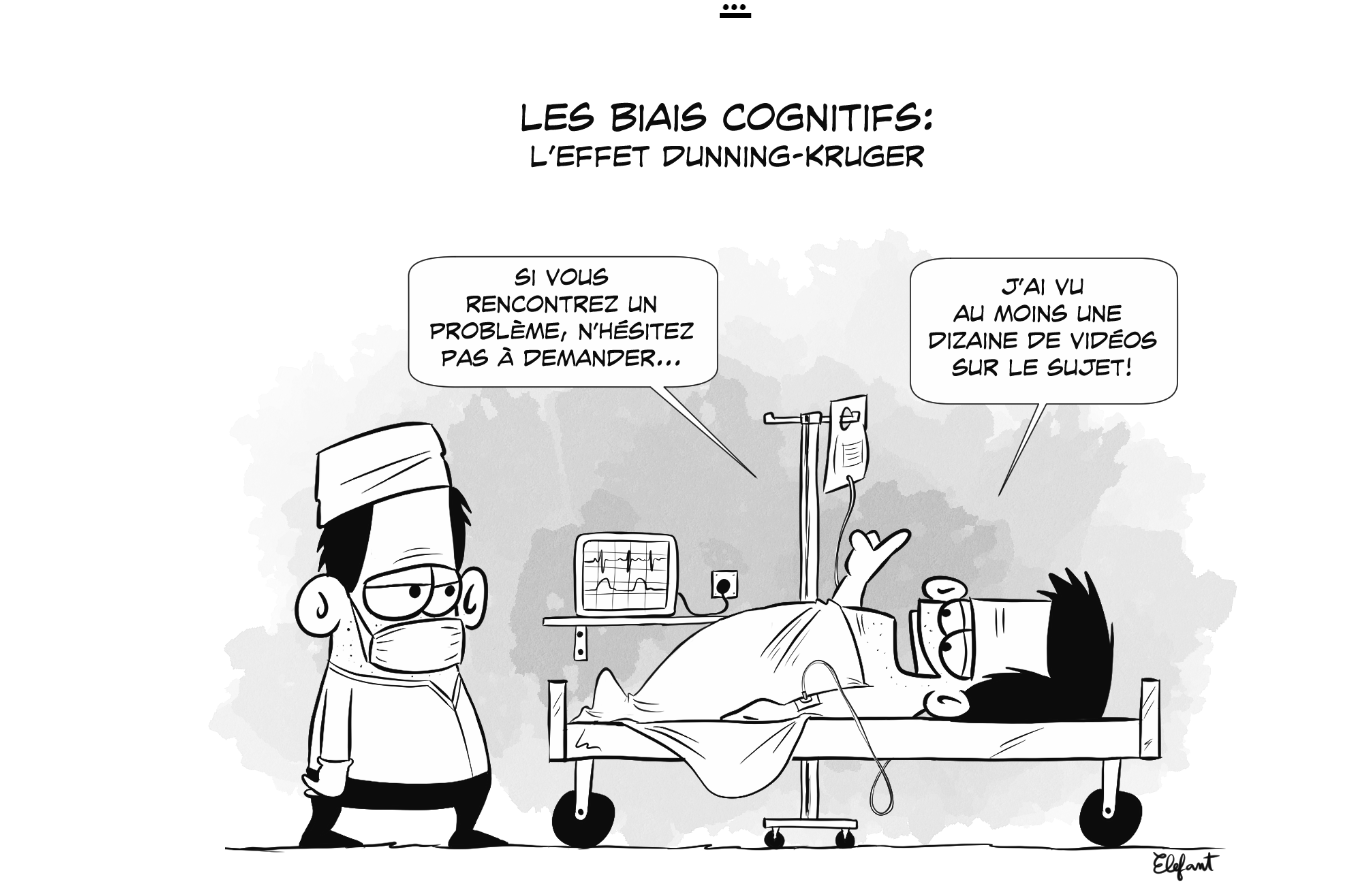 ...
LES BIAIS COGNITIFS:
L'EFFET DUNNING-KRUGER
SI VOUS
RENCONTREZ UN
PROBLÈME, N'HÉSITEZ
PAS À DEMANDER...
J'AI VU
AU MOINS UNE
DIZAINE DE VIDÉOS
SUR LE SUJET!
Elefant